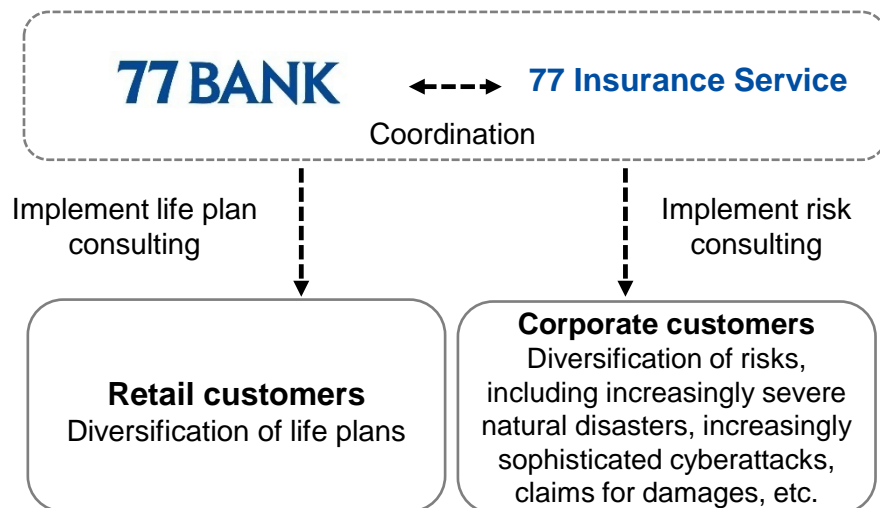 77 BANK
77 Insurance Service
Coordination
Implement life plan
consulting
Implement risk
consulting
Retail customers
Diversification of life plans
Corporate customers
Diversification of risks,
including increasingly severe
natural disasters, increasingly
sophisticated cyberattacks,
claims for damages, etc.